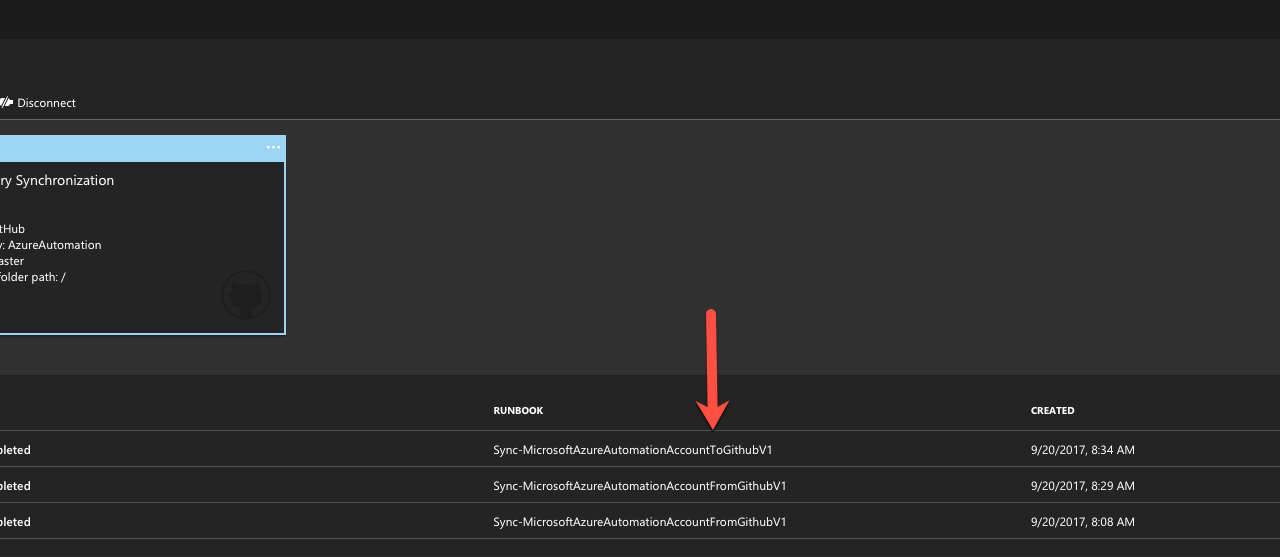 Disconnect
...
ry Synchronization
tHub
y: AzureAutomation
aster
folder path: /
RUNBOOK CREATED
pleted Sync-MicrosoftAzureAutomationAccountToGithubV1 9/20/2017, 8:34 AM
pleted Sync-MicrosoftAzureAutomationAccountFromGithubV1 9/20/2017, 8:29 AM
pleted Sync-MicrosoftAzureAutomationAccountFromGithubV1 9/20/2017, 8:08 AM